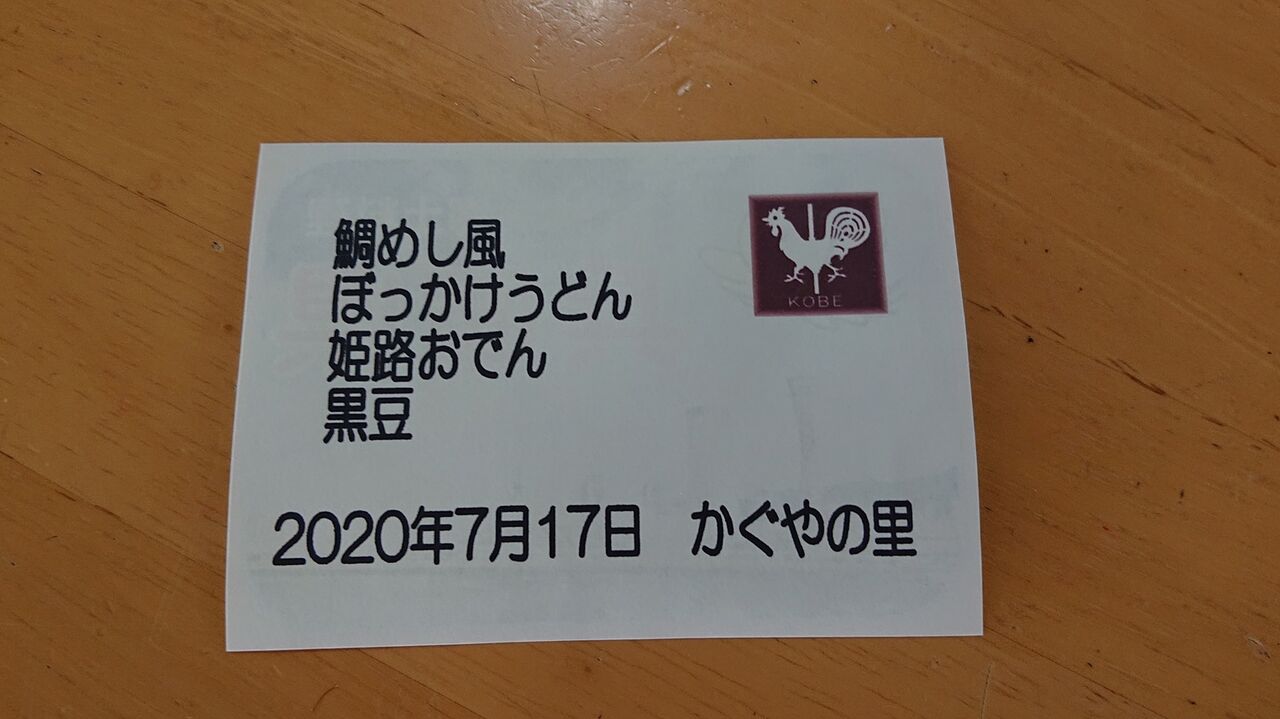 鯛めし風
ぼっかけうどん
姫路おでん
黒豆
KOBE
2020年7月17日　かぐやの里